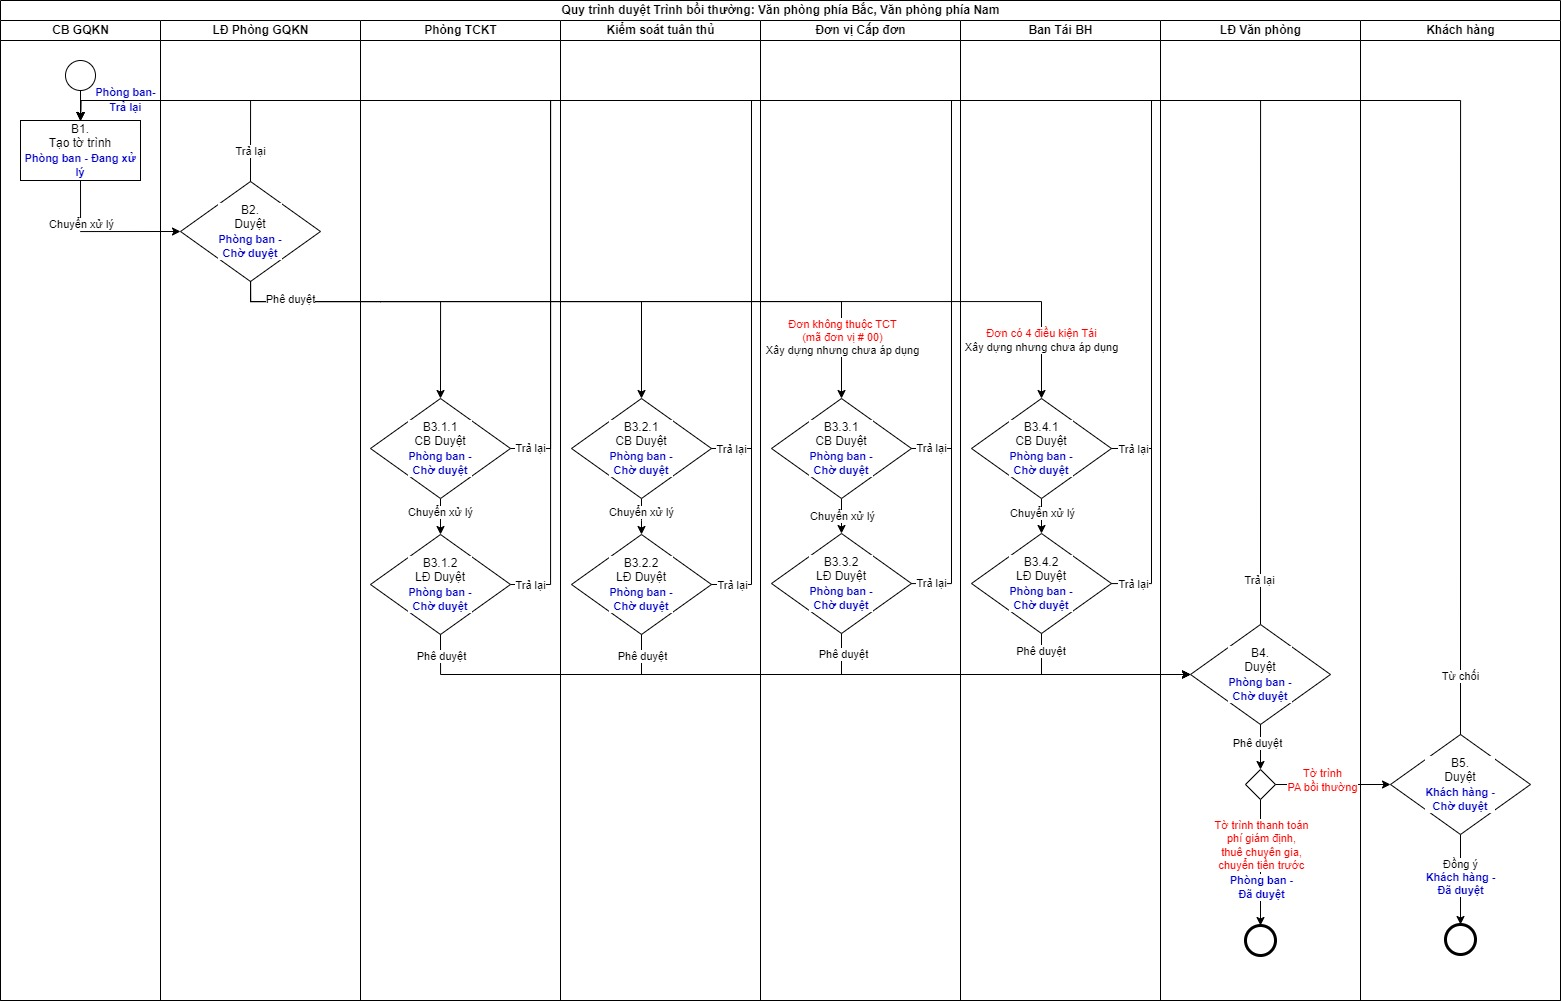 Quy trình duyệt Trình bồi thường: Văn phòng phía Bắc, Văn phòng phía Nam
CB GQKN
LĐ Phòng GQKN
Phòng TCKT
Kiểm soát tuân thủ
Đơn vị Cấp đơn
Ban Tái BH
LĐ Văn phòng
Khách hàng
Phòng ban-
Trả lại
B1.
Tạo tờ trình
Phòng ban - Đang xử
lý
Chuyển xử lý
Trả lại
B2.
Duyệt
Phòng ban -
Chờ duyệt
Phê duyệt
Đơn không thuộc TCT
(mã đơn vị # 00)
Xây dựng nhưng chưa áp dụng
Đơn có 4 điều kiện Tái
Xây dựng nhưng chưa áp dụng
B3.1.1
CB Duyệt
Phòng ban -
Chờ duyệt
Trả lại
B3.2.1
CB Duyệt
Phòng ban -
Chờ duyệt
Trả lại
B3.3.1
CB Duyệt
Phòng ban -
Chờ duyệt
Trả lại
B3.4.1
CB Duyệt
Phòng ban -
Chờ duyệt
Trả lại
Chuyển xử lý
Chuyển xử lý
Chuyển xử lý
Chuyển xử lý
B3.1.2
LĐ Duyệt
Phòng ban -
Chờ duyệt
Trả lại
B3.2.2
LĐ Duyệt
Phòng ban -
Chờ duyệt
Trả lại
B3.3.2
LĐ Duyệt
Phòng ban -
Chờ duyệt
Trả lại
B3.4.2
LĐ Duyệt
Phòng ban -
Chờ duyệt
Trả lại
Phê duyệt
Phê duyệt
Phê duyệt
Phê duyệt
Trả lại
B4.
Duyệt
Phòng ban -
Chờ duyệt
Phê duyệt
Tờ trình
PA bồi thường
Từ chối
B5.
Duyệt
Khách hàng -
Chờ duyệt
Tờ trình thanh toán
phí giám định,
thuê chuyên gia,
chuyển tiền trước
Phòng ban -
Đã duyệt
Đồng ý
Khách hàng -
Đã duyệt